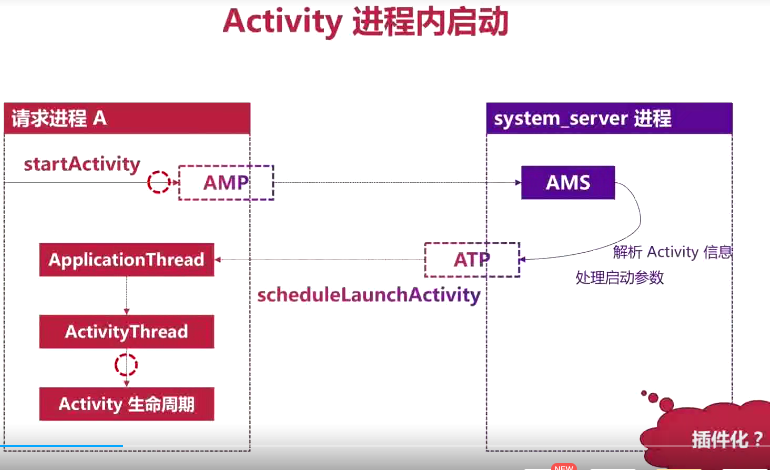 Activity 进程内启动
请求进程 A
system_server 进程
startActivity
AMP
AMS
解析 Activity 信息
处理启动参数
ATP
ApplicationThread
scheduleLaunchActivity
ActivityThread
Activity 生命周期
插件化？
NEW